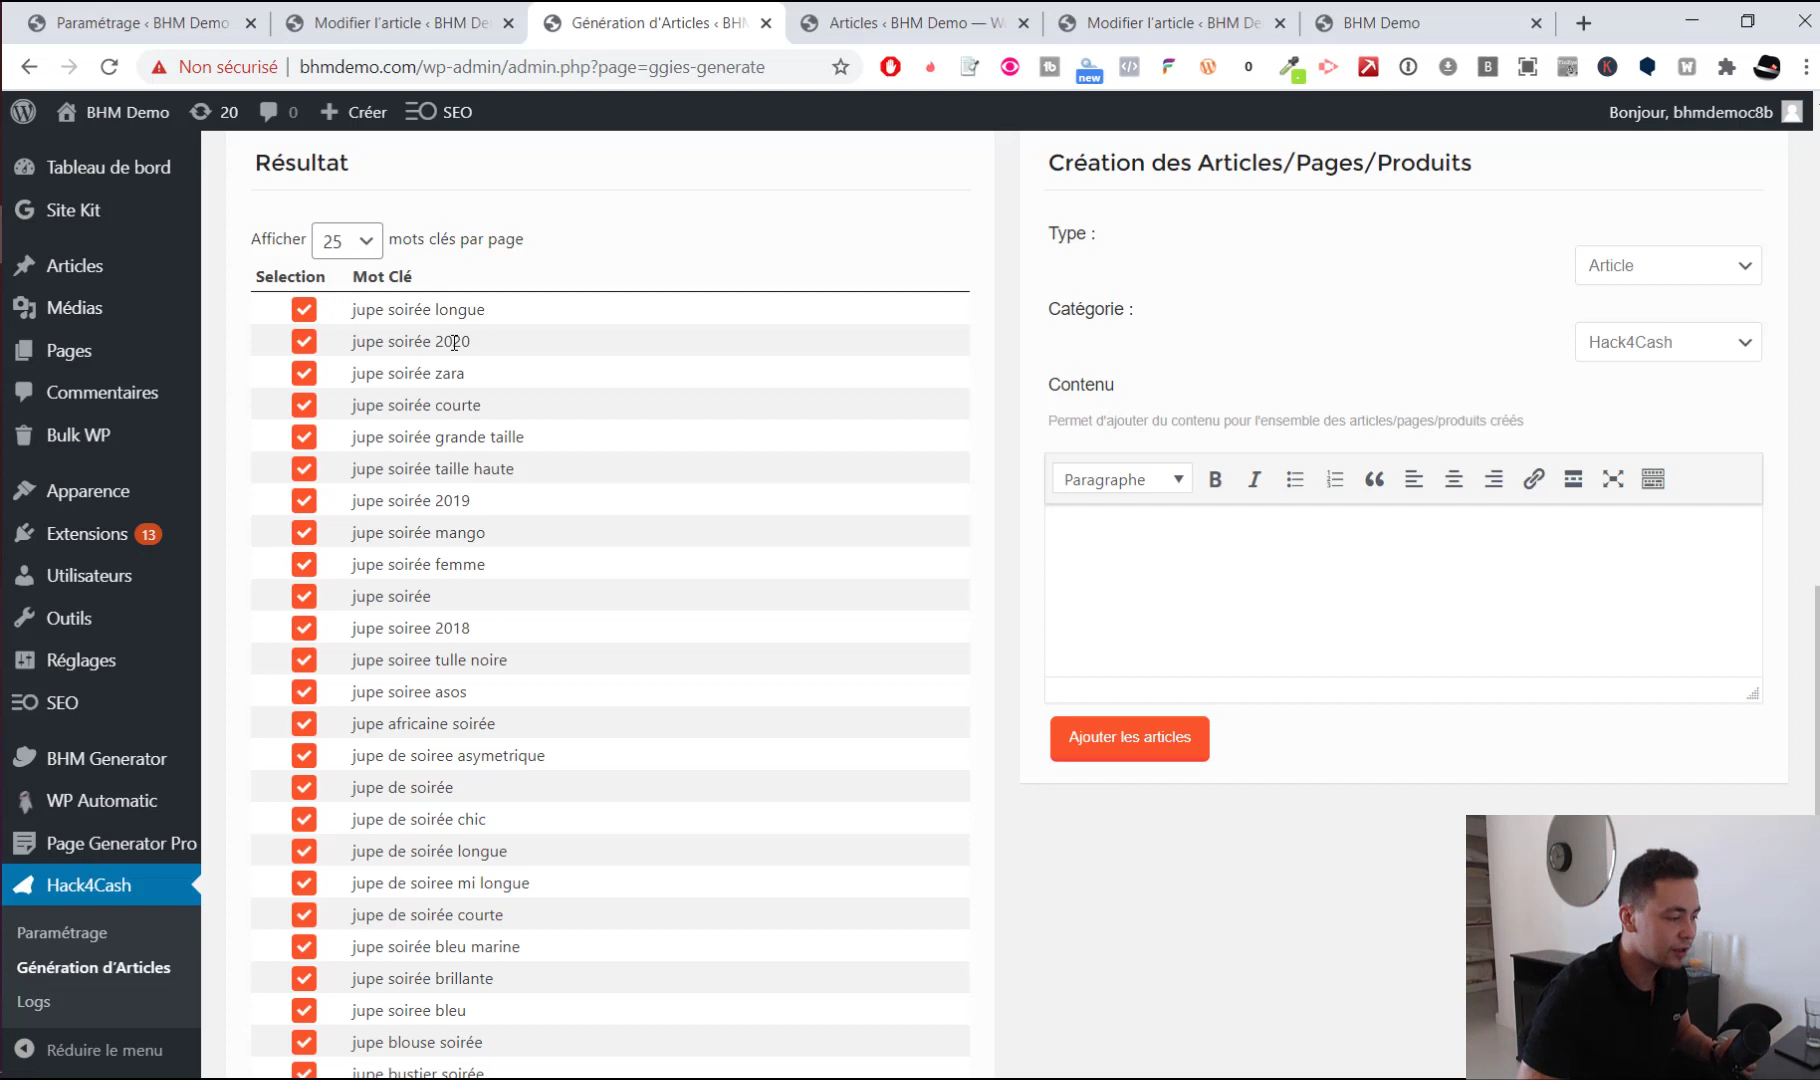 Paramétrage ‹ BHM Demo
Modifier l'article ‹ BHM De
Génération d'Articles ‹ BH
Articles ‹ BHM Demo — W
Modifier l'article ‹ BHM De
BHM Demo
Non sécurisé
bhmdemo.com/wp-admin/admin.php?page=ggies-generate
new
BHM Demo
20
0
Créer
SEO
Bonjour, bhmdemoc8b
Tableau de bord
Site Kit
Articles
Médias
Pages
Commentaires
Bulk WP
Apparence
Extensions 13
Utilisateurs
Outils
Réglages
SEO
BHM Generator
WP Automatic
Page Generator Pro
Hack4Cash
Paramétrage
Génération d'Articles
Logs
Réduire le menu
Résultat
Afficher 25 mots clés par page
Selection Mot Clé
jupe soirée longue
jupe soirée 2020
jupe soirée zara
jupe soirée courte
jupe soirée grande taille
jupe soirée taille haute
jupe soirée 2019
jupe soirée mango
jupe soirée femme
jupe soirée
jupe soiree 2018
jupe soiree tulle noire
jupe soiree asos
jupe africaine soirée
jupe de soiree asymetrique
jupe de soirée
jupe de soirée chic
jupe de soirée longue
jupe de soiree mi longue
jupe de soirée courte
jupe soirée bleu marine
jupe soirée brillante
jupe soiree bleu
jupe blouse soirée
jupe bustier soirée
Création des Articles/Pages/Produits
Type :
Article
Catégorie :
Hack4Cash
Contenu
Permet d'ajouter du contenu pour l'ensemble des articles/pages/produits créés
Paragraphe
Ajouter les articles